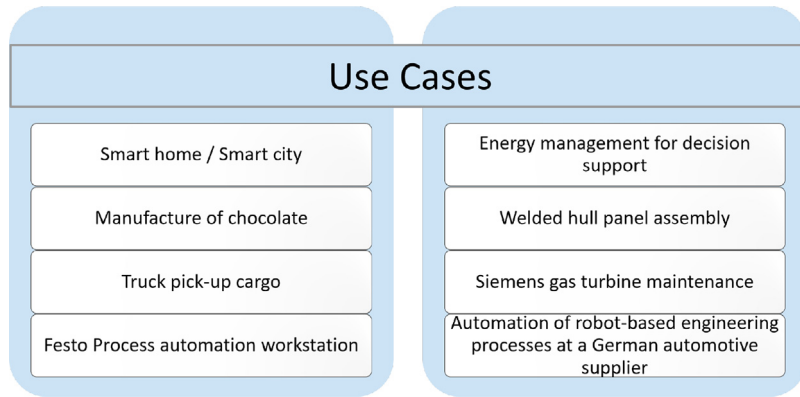 Use Cases
Smart home / Smart city
Manufacture of chocolate
Truck pick-up cargo
Festo Process automation workstation
Energy management for decision
support
Welded hull panel assembly
Siemens gas turbine maintenance
Automation of robot-based engineering
processes at a German automotive
supplier